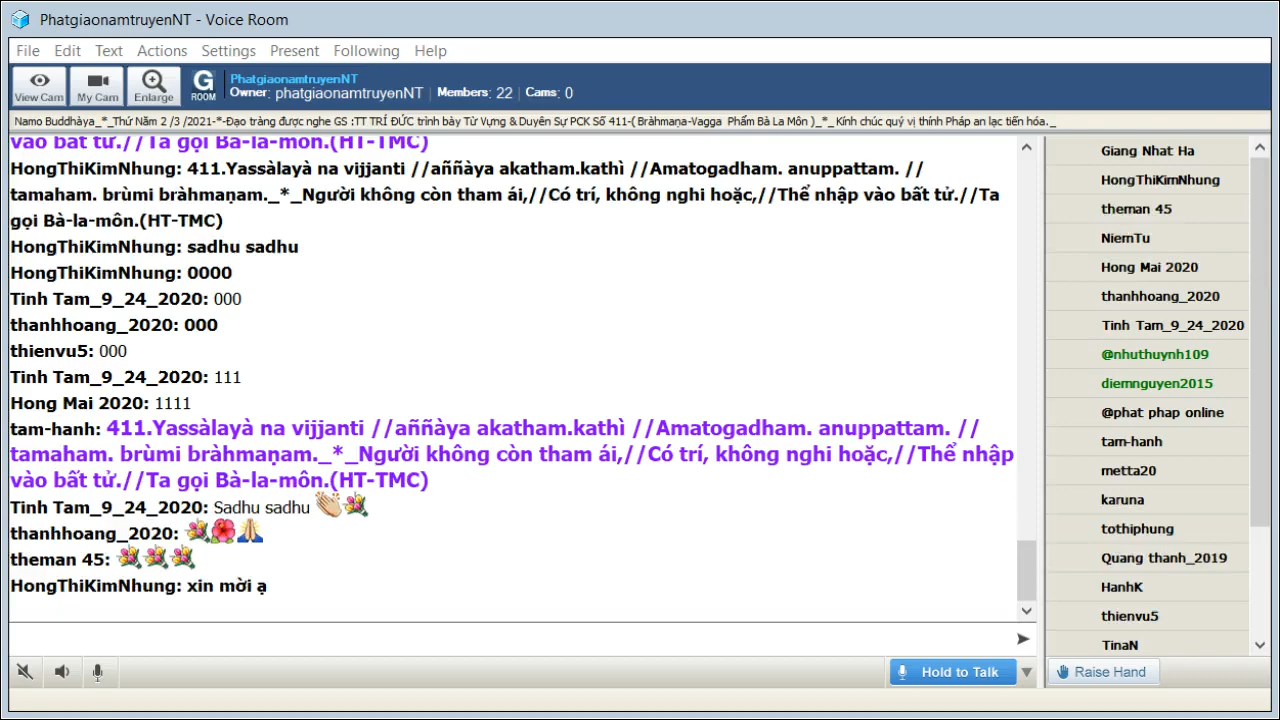 PhatgiaonamtruyenNT - Voice Room
File Edit Text Actions Settings Present Following Help
View Cam My Cam Enlarge G ROOM PhatgiaonamtruyenNT
Owner: phatgiaonamtruyenNT | Members: 22 | Cams: 0
Namo Buddhàya_*_Thứ Năm 2 /3 /2021-*-Đạo tràng được nghe GS :TT TRÍ ĐỨC trình bày Từ Vựng & Duyên Sự PCK Số 411-( Bràhmaṇa-Vagga Phẩm Bà La Môn )_*_ Kính chúc quý vị thính Pháp an lạc tiến hóa._
vào bất tử.//Ta gọi Bà-la-môn.(HT-TMC)
HongThiKimNhung: 411.Yassàlayà na vijjanti //aññàya akatham.kathì //Amatogadham. anuppattam. //
tamaham. brùmi bràhmaṇam._*_Người không còn tham ái,//Có trí, không nghi hoặc,//Thể nhập vào bất tử.//Ta
gọi Bà-la-môn.(HT-TMC)
HongThiKimNhung: sadhu sadhu
HongThiKimNhung: 0000
Tinh Tam_9_24_2020: 000
thanhhoang_2020: 000
thienvu5: 000
Tinh Tam_9_24_2020: 111
Hong Mai 2020: 1111
tam-hanh: 411.Yassàlayà na vijjanti //aññàya akatham.kathì //Amatogadham. anuppattam. //
tamaham. brùmi bràhmaṇam._*_Người không còn tham ái,//Có trí, không nghi hoặc,//Thể nhập
vào bất tử.//Ta gọi Bà-la-môn.(HT-TMC)
Tinh Tam_9_24_2020: Sadhu sadhu 👏💐
thanhhoang_2020: 💐🌺🙏
theman 45: 💐💐💐
HongThiKimNhung: xin mời ạ
Giang Nhat Ha
HongThiKimNhung
theman 45
NiemTu
Hong Mai 2020
thanhhoang_2020
Tinh Tam_9_24_2020
@nhuthuynh109
diemnguyen2015
@phat phap online
tam-hanh
metta20
karuna
tothiphung
Quang thanh_2019
HanhK
thienvu5
TinaN
Hold to Talk
Raise Hand